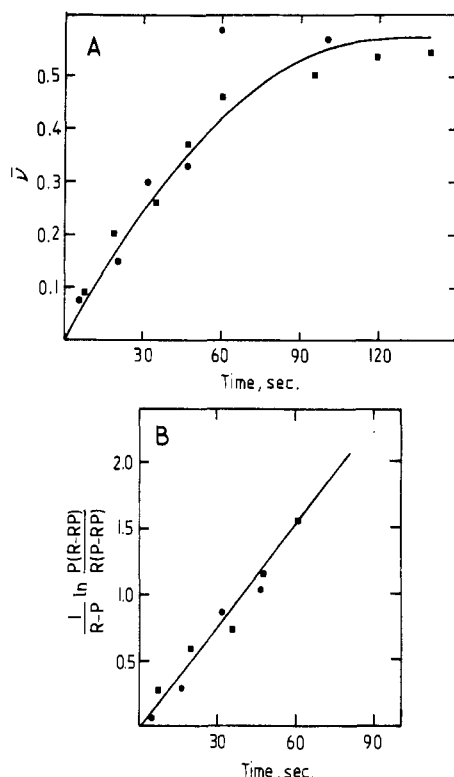 A
0.5
0.4
0.3
0.2
0.1
ν̅
30 60 90 120
Time, sec.
B
2.0
1.5
1.0
0.5
1/(R-P) ln P(R-RP)/R(P-RP)
30 60 90
Time, sec.